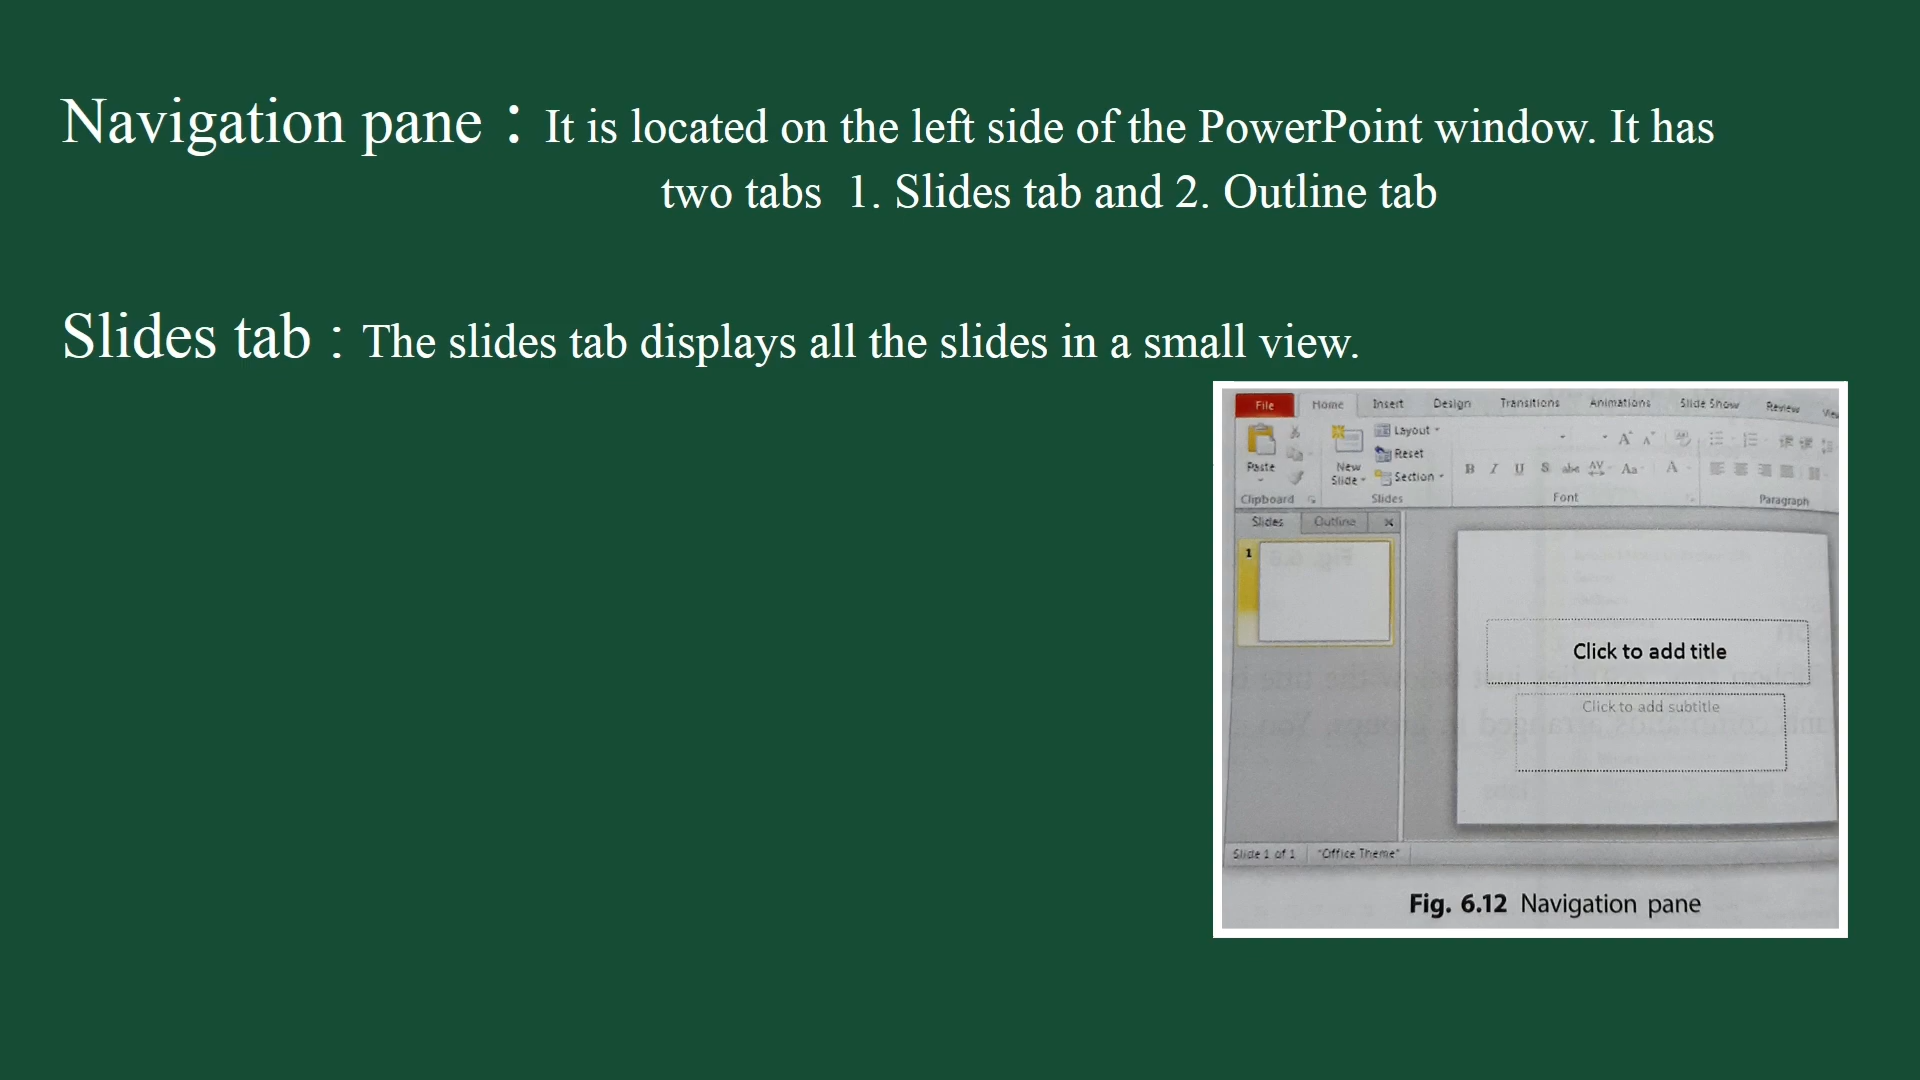 Navigation pane : It is located on the left side of the PowerPoint window. It has
two tabs 1. Slides tab and 2. Outline tab
Slides tab : The slides tab displays all the slides in a small view.
File Home Insert Design Transitions Animations Slide Show Review
Layout
Reset
Paste New Slide Section
B I U S abc AV Aa A
Clipboard Slides Font Paragraph
Slides Outline
1
Click to add title
Click to add subtitle
Slide 1 of 1 "Office Theme"
Fig. 6.12 Navigation pane